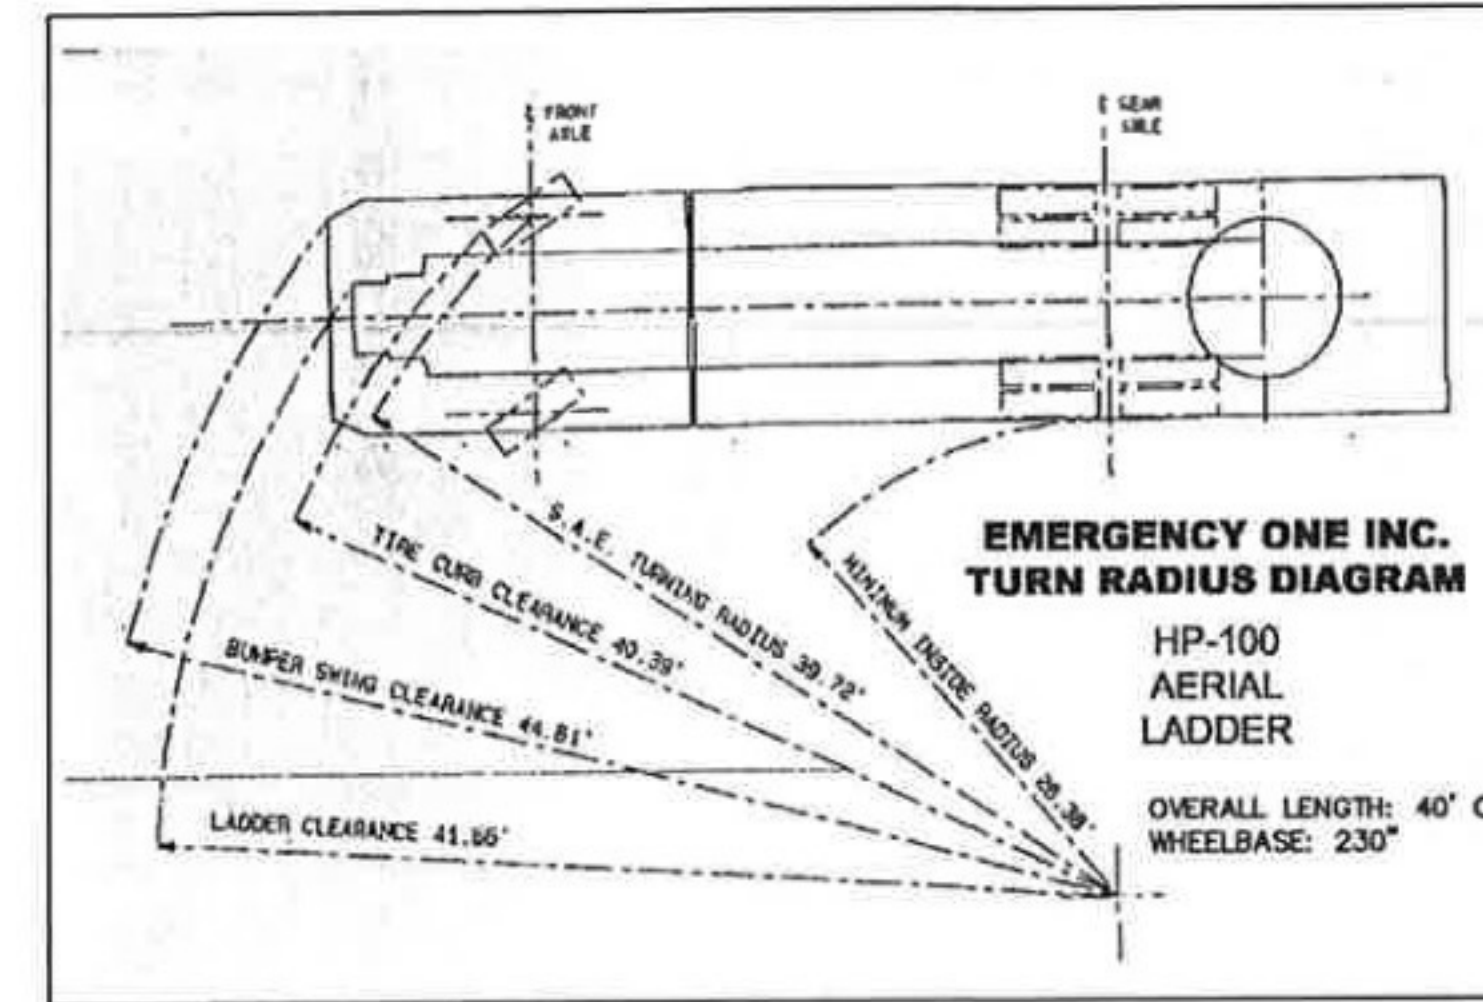 FRONT
AXLE
REAR
AXLE
S.A.E. TURNING RADIUS 39.72'
TIRE CURB CLEARANCE 40.39'
MINIMUM INSIDE RADIUS
BUMPER SWING CLEARANCE 44.81'
LADDER CLEARANCE
EMERGENCY ONE INC.
TURN RADIUS DIAGRAM
HP-100
AERIAL
LADDER
OVERALL LENGTH: 40'
WHEELBASE: 230"